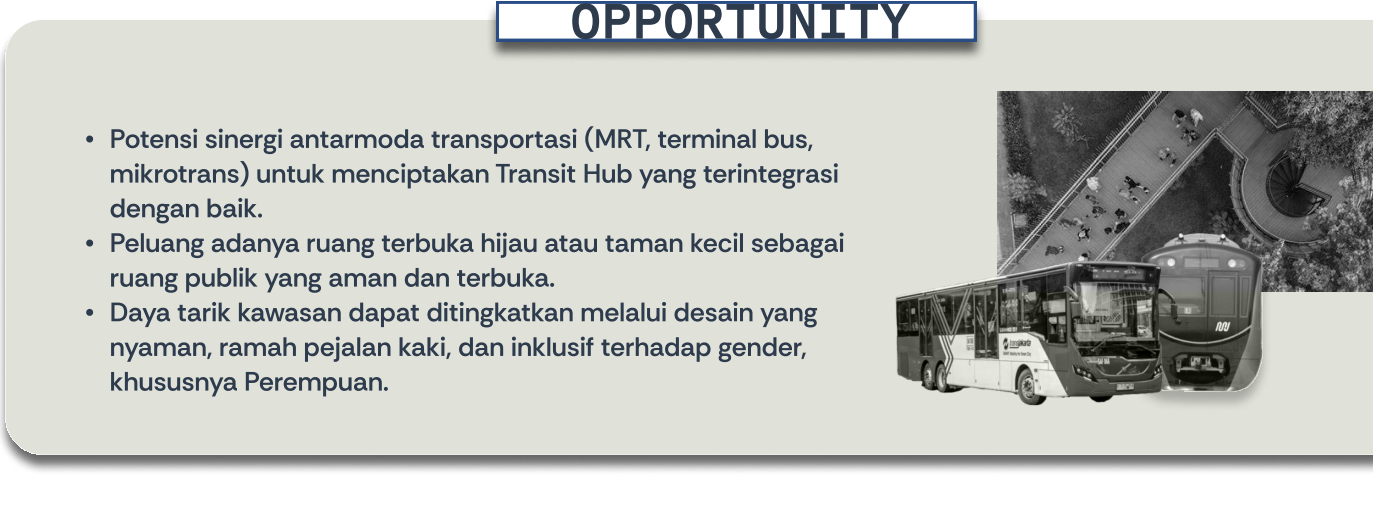 OPPORTUNITY
• Potensi sinergi antarmoda transportasi (MRT, terminal bus,
mikrotrans) untuk menciptakan Transit Hub yang terintegrasi
dengan baik.
• Peluang adanya ruang terbuka hijau atau taman kecil sebagai
ruang publik yang aman dan terbuka.
• Daya tarik kawasan dapat ditingkatkan melalui desain yang
nyaman, ramah pejalan kaki, dan inklusif terhadap gender,
khususnya Perempuan.
transjakarta